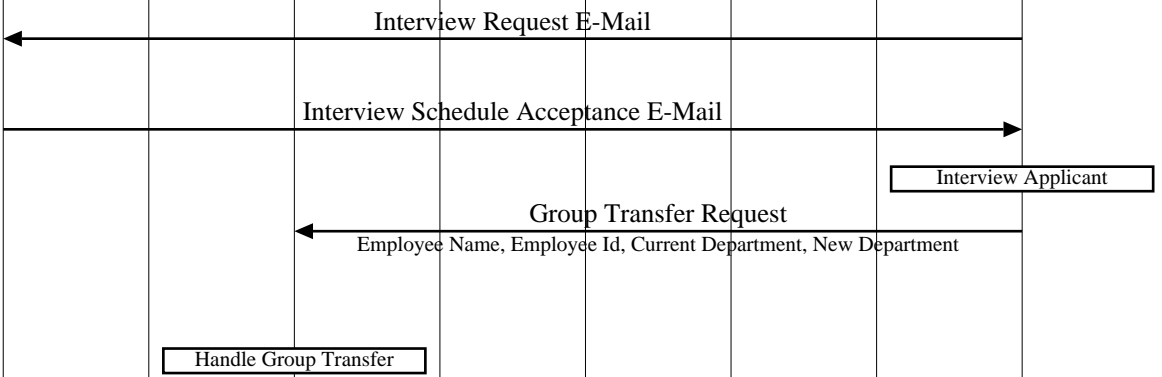 Interview Request E-Mail
Interview Schedule Acceptance E-Mail
Interview Applicant
Group Transfer Request
Employee Name, Employee Id, Current Department, New Department
Handle Group Transfer